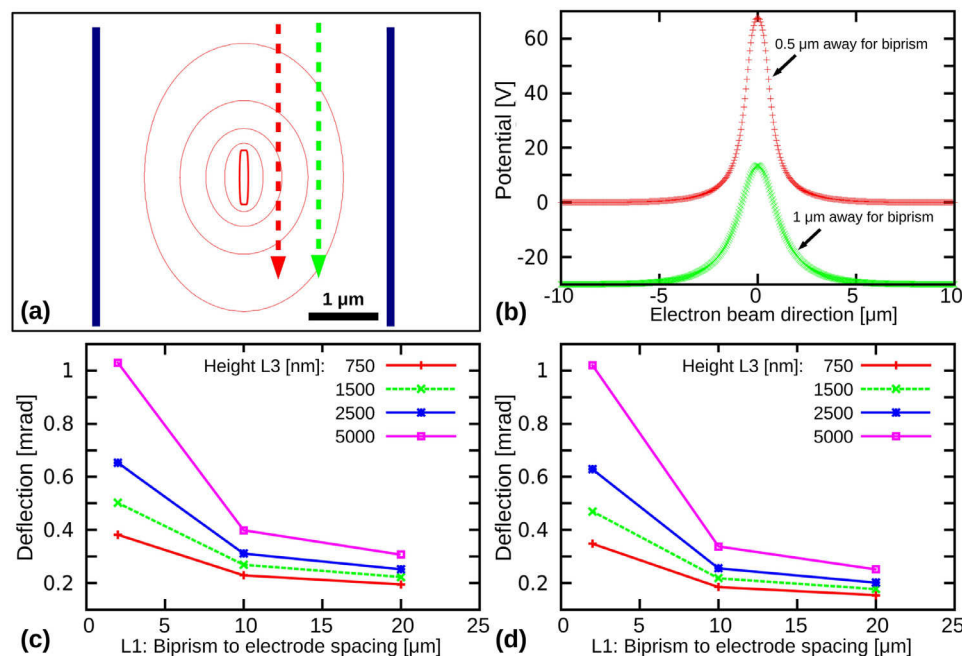 (a)
1 μm
Potential [V]
60
40
20
0
-20
-10
-5
0
5
10
Electron beam direction [μm]
0.5 μm away for biprism
1 μm away for biprism
(b)
Deflection [mrad]
1
0.8
0.6
0.4
0.2
0
5
10
15
20
25
L1: Biprism to electrode spacing [μm]
Height L3 [nm]: 750
1500
2500
5000
(c)
Deflection [mrad]
1
0.8
0.6
0.4
0.2
0
5
10
15
20
25
L1: Biprism to electrode spacing [μm]
Height L3 [nm]: 750
1500
2500
5000
(d)